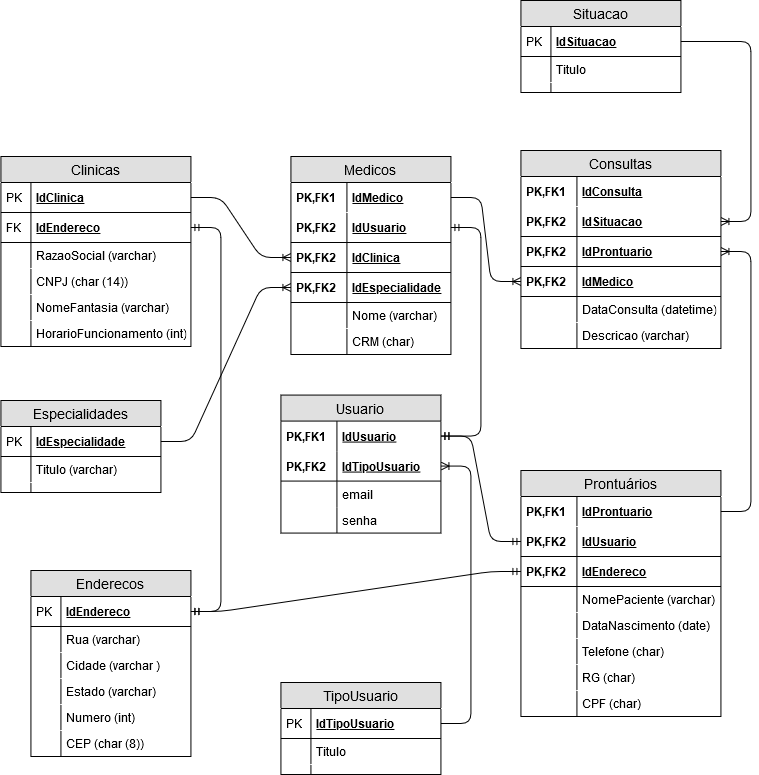 Situacao
PK IdSituacao
Titulo
Clinicas
PK IdClinica
FK IdEndereco
RazaoSocial (varchar)
CNPJ (char (14))
NomeFantasia (varchar)
HorarioFuncionamento (int)
Medicos
PK,FK1 IdMedico
PK,FK2 IdUsuario
PK,FK2 IdClinica
PK,FK2 IdEspecialidade
Nome (varchar)
CRM (char)
Consultas
PK,FK1 IdConsulta
PK,FK2 IdSituacao
PK,FK2 IdProntuario
PK,FK2 IdMedico
DataConsulta (datetime)
Descricao (varchar)
Especialidades
PK IdEspecialidade
Titulo (varchar)
Usuario
PK,FK1 IdUsuario
PK,FK2 IdTipoUsuario
email
senha
Prontuários
PK,FK1 IdProntuario
PK,FK2 IdUsuario
PK,FK2 IdEndereco
NomePaciente (varchar)
DataNascimento (date)
Telefone (char)
RG (char)
CPF (char)
Enderecos
PK IdEndereco
Rua (varchar)
Cidade (varchar )
Estado (varchar)
Numero (int)
CEP (char (8))
TipoUsuario
PK IdTipoUsuario
Titulo